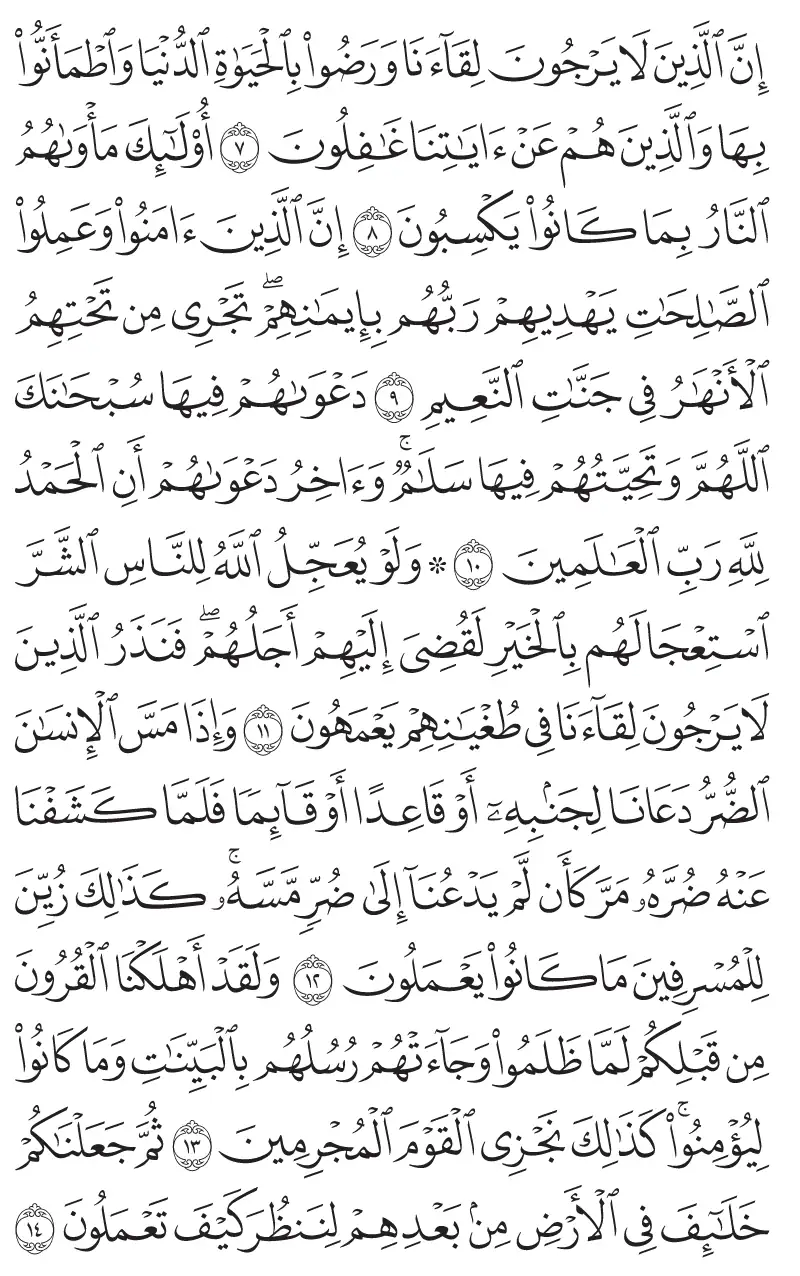 إِنَّ ٱلَّذِينَ لَا يَرْجُونَ لِقَآءَنَا وَرَضُوا۟ بِٱلْحَيَوٰةِ ٱلدُّنْيَا وَٱطْمَأَنُّوا۟
بِهَا وَٱلَّذِينَ هُمْ عَنْ ءَايَٰتِنَا غَٰفِلُونَ ٧ أُو۟لَٰٓئِكَ مَأْوَىٰهُمُ
ٱلنَّارُ بِمَا كَانُوا۟ يَكْسِبُونَ ٨ إِنَّ ٱلَّذِينَ ءَامَنُوا۟ وَعَمِلُوا۟
ٱلصَّٰلِحَٰتِ يَهْدِيهِمْ رَبُّهُم بِإِيمَٰنِهِمْ ۖ تَجْرِى مِن تَحْتِهِمُ
ٱلْأَنْهَٰرُ فِى جَنَّٰتِ ٱلنَّعِيمِ ٩ دَعْوَىٰهُمْ فِيهَا سُبْحَٰنَكَ
ٱللَّهُمَّ وَتَحِيَّتُهُمْ فِيهَا سَلَٰمٌ ۚ وَءَاخِرُ دَعْوَىٰهُمْ أَنِ ٱلْحَمْدُ
لِلَّهِ رَبِّ ٱلْعَٰلَمِينَ ١٠ * وَلَوْ يُعَجِّلُ ٱللَّهُ لِلنَّاسِ ٱلشَّرَّ
ٱسْتِعْجَالَهُم بِٱلْخَيْرِ لَقُضِىَ إِلَيْهِمْ أَجَلُهُمْ ۖ فَنَذَرُ ٱلَّذِينَ
لَا يَرْجُونَ لِقَآءَنَا فِى طُغْيَٰنِهِمْ يَعْمَهُونَ ١١ وَإِذَا مَسَّ ٱلْإِنسَٰنَ
ٱلضُّرُّ دَعَانَا لِجَنۢبِهِۦٓ أَوْ قَاعِدًا أَوْ قَآئِمًا فَلَمَّا كَشَفْنَا
عَنْهُ ضُرَّهُۥ مَرَّ كَأَن لَّمْ يَدْعُنَآ إِلَىٰ ضُرٍّ مَّسَّهُۥ ۚ كَذَٰلِكَ زُيِّنَ
لِلْمُسْرِفِينَ مَا كَانُوا۟ يَعْمَلُونَ ١٢ وَلَقَدْ أَهْلَكْنَا ٱلْقُرُونَ
مِن قَبْلِكُمْ لَمَّا ظَلَمُوا۟ وَجَآءَتْهُمْ رُسُلُهُم بِٱلْبَيِّنَٰتِ وَمَا كَانُوا۟
لِيُؤْمِنُوا۟ ۚ كَذَٰلِكَ نَجْزِى ٱلْقَوْمَ ٱلْمُجْرِمِينَ ١٣ ثُمَّ جَعَلْنَٰكُمْ
خَلَٰٓئِفَ فِى ٱلْأَرْضِ مِنۢ بَعْدِهِمْ لِنَنظُرَ كَيْفَ تَعْمَلُونَ ١٤